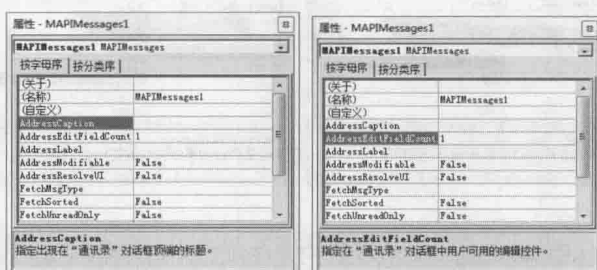 属性 - MAPIMessages1
MAPIMessages1 MAPIMessages
按字母序 按分类序
(关于)
(名称) MAPIMessages1
(自定义)
AddressCaption
AddressEditFieldCount 1
AddressLabel
AddressModifiable False
AddressResolveUI False
FetchMsgType
FetchSorted False
FetchUnreadOnly False
AddressCaption
指定出现在“通讯录”对话框顶端的标题。
属性 - MAPIMessages1
MAPIMessages1 MAPIMessages
按字母序 按分类序
(关于)
(名称) MAPIMessages1
(自定义)
AddressCaption
AddressEditFieldCount 1
AddressLabel
AddressModifiable False
AddressResolveUI False
FetchMsgType
FetchSorted False
FetchUnreadOnly False
AddressEditFieldCount
指定在“通讯录”对话框中用户可用的编辑控件。